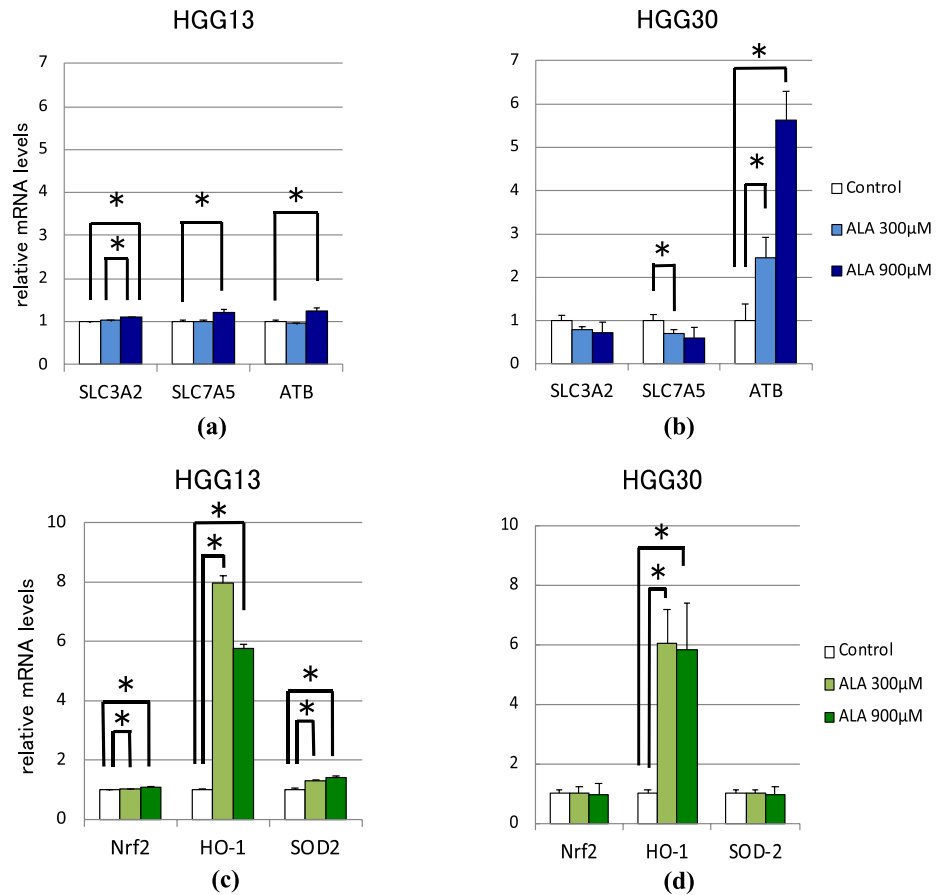 HGG13
relative mRNA levels
7
6
5
4
3
2
1
0
*
*
*
*
SLC3A2 SLC7A5 ATB
(a)
HGG30
7
6
5
4
3
2
1
0
*
*
*
SLC3A2 SLC7A5 ATB
(b)
Control
ALA 300μM
ALA 900μM
HGG13
relative mRNA levels
10
8
6
4
2
0
*
*
*
*
*
*
Nrf2 HO-1 SOD2
(c)
HGG30
10
8
6
4
2
0
*
*
Nrf2 HO-1 SOD-2
(d)
Control
ALA 300μM
ALA 900μM